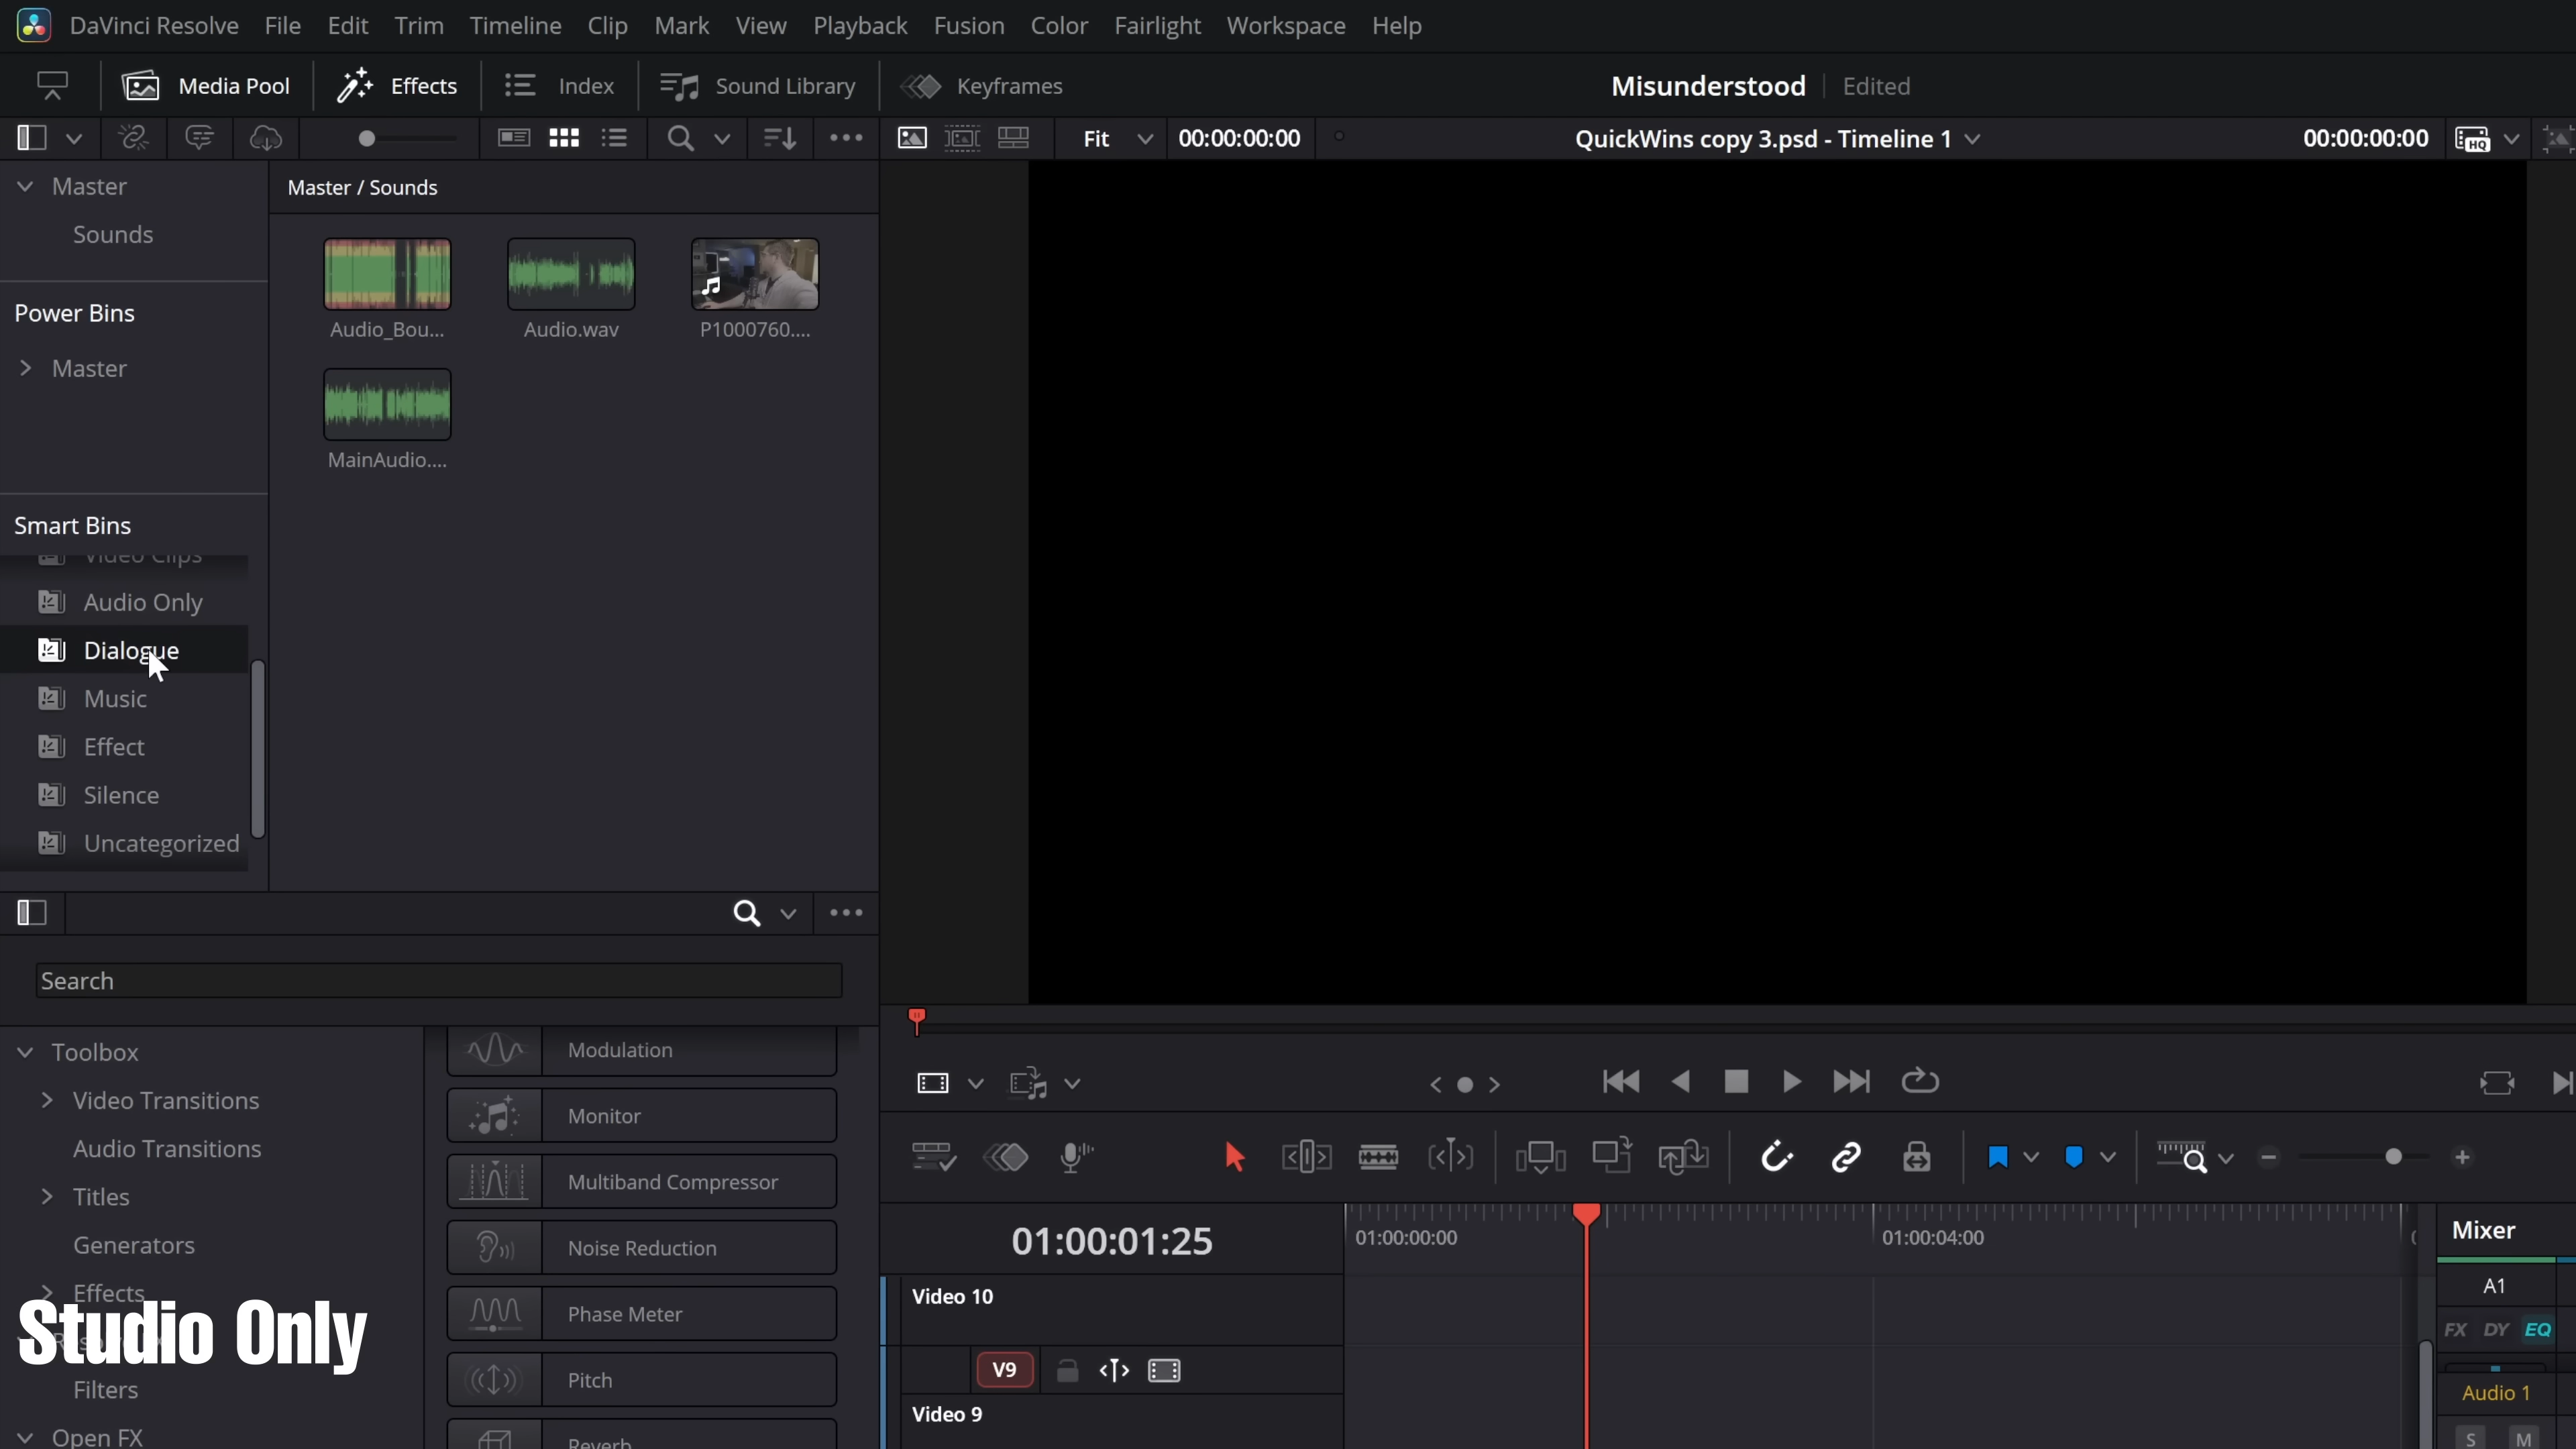 DaVinci Resolve File Edit Trim Timeline Clip Mark View Playback Fusion Color Fairlight Workspace Help
Media Pool Effects Index Sound Library Keyframes Misunderstood Edited
Fit 00:00:00:00 QuickWins copy 3.psd - Timeline 1 00:00:00:00 HQ
Master
Master / Sounds
Sounds
Audio_Bou... Audio.wav P1000760....
Power Bins
Master
MainAudio....
Smart Bins
Video Clips
Audio Only
Dialogue
Music
Effect
Silence
Uncategorized
Search
Toolbox
Video Transitions
Audio Transitions
Titles
Generators
Effects
Studio Only
Filters
Open FX
Modulation
Monitor
Multiband Compressor
Noise Reduction
Phase Meter
Pitch
Reverb
01:00:01:25
01:00:00:00 01:00:04:00
Video 10
V9
Video 9
Mixer
A1
FX DY EQ
Audio 1
S M